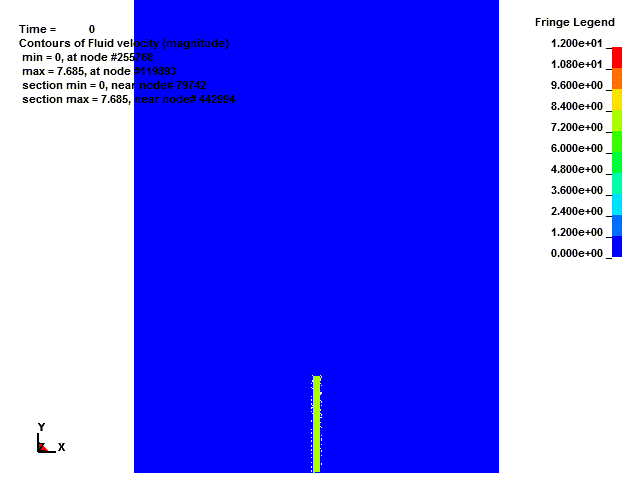 Time = 0
Contours of Fluid velocity (magnitude)
min = 0, at node #255768
max = 7.685, at node #119893
section min = 0, near node# 79742
section max = 7.685, near node# 442994
Fringe Legend
1.200e+01
1.080e+01
9.600e+00
8.400e+00
7.200e+00
6.000e+00
4.800e+00
3.600e+00
2.400e+00
1.200e+00
0.000e+00
Y
Z X